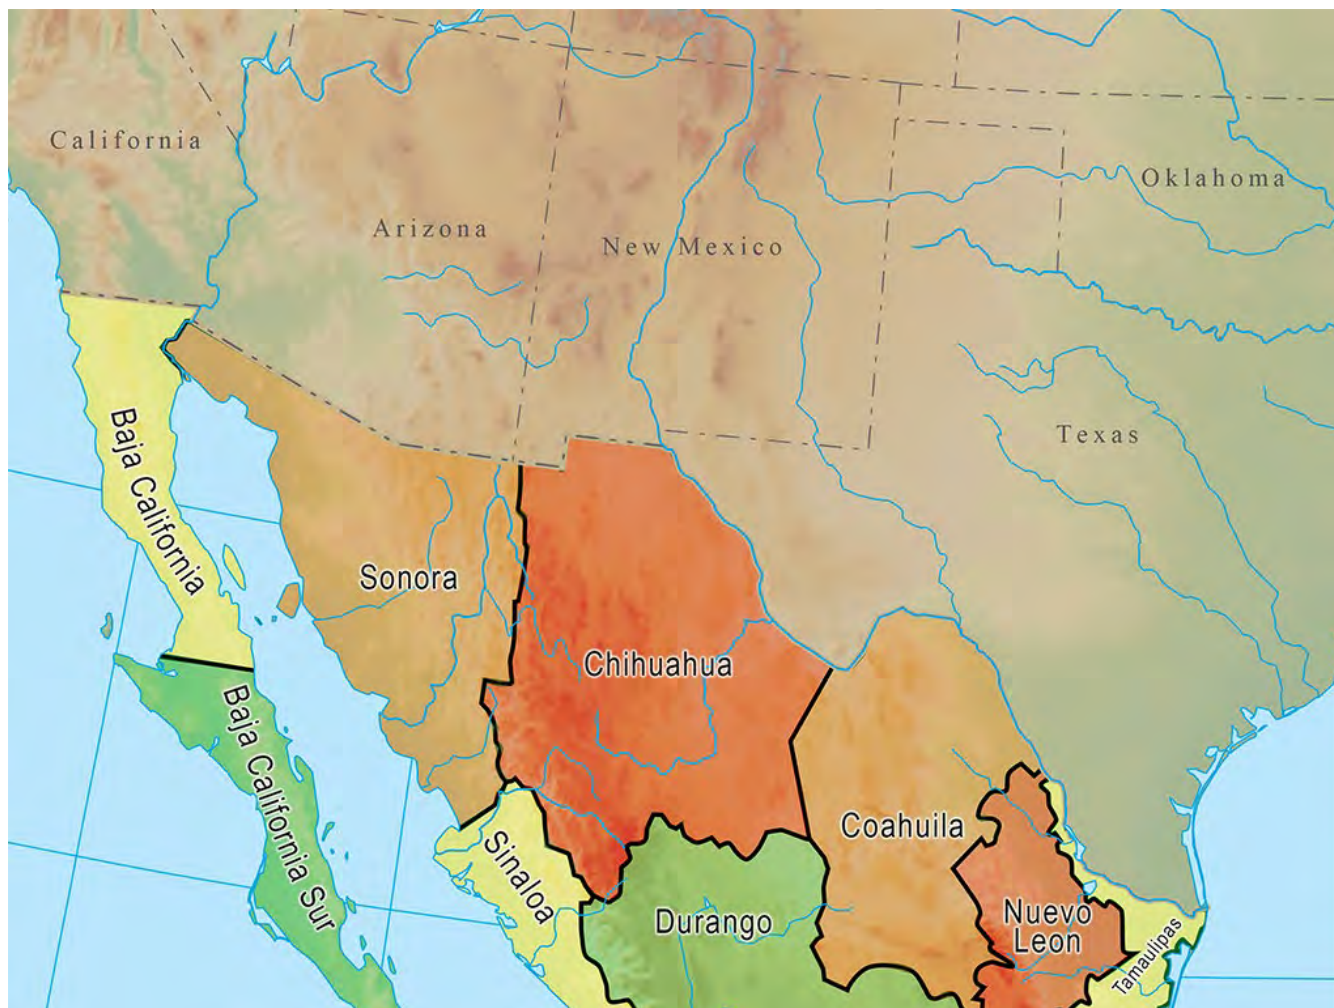 California
Oklahoma
Arizona
New Mexico
Texas
Baja California
Sonora
Chihuahua
Baja California Sur
Coahuila
Sinaloa
Durango
Nuevo
Leon
Tamaulipas